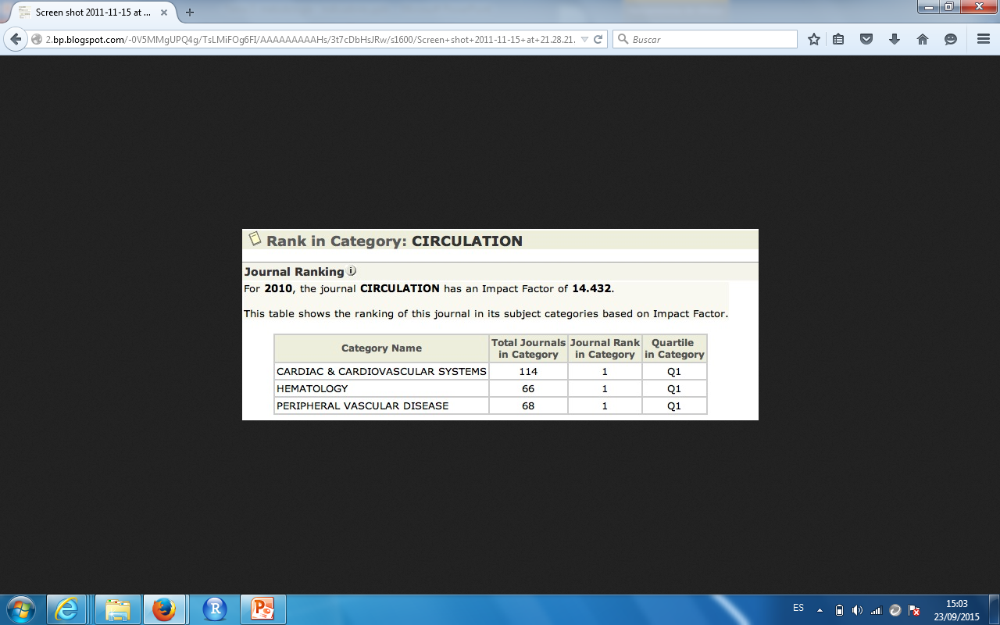 Screen shot 2011-11-15 at ...
2.bp.blogspot.com/-0V5MMgUPQ4g/TsLMiFOg6FI/AAAAAAAAAHs/3t7cDbHsJRw/s1600/Screen+shot+2011-11-15+at+21.28.21.
Buscar
Rank in Category: CIRCULATION
Journal Ranking
For 2010, the journal CIRCULATION has an Impact Factor of 14.432.
This table shows the ranking of this journal in its subject categories based on Impact Factor.
Category Name Total Journals in Category Journal Rank in Category Quartile in Category
CARDIAC & CARDIOVASCULAR SYSTEMS 114 1 Q1
HEMATOLOGY 66 1 Q1
PERIPHERAL VASCULAR DISEASE 68 1 Q1
ES
15:03
23/09/2015